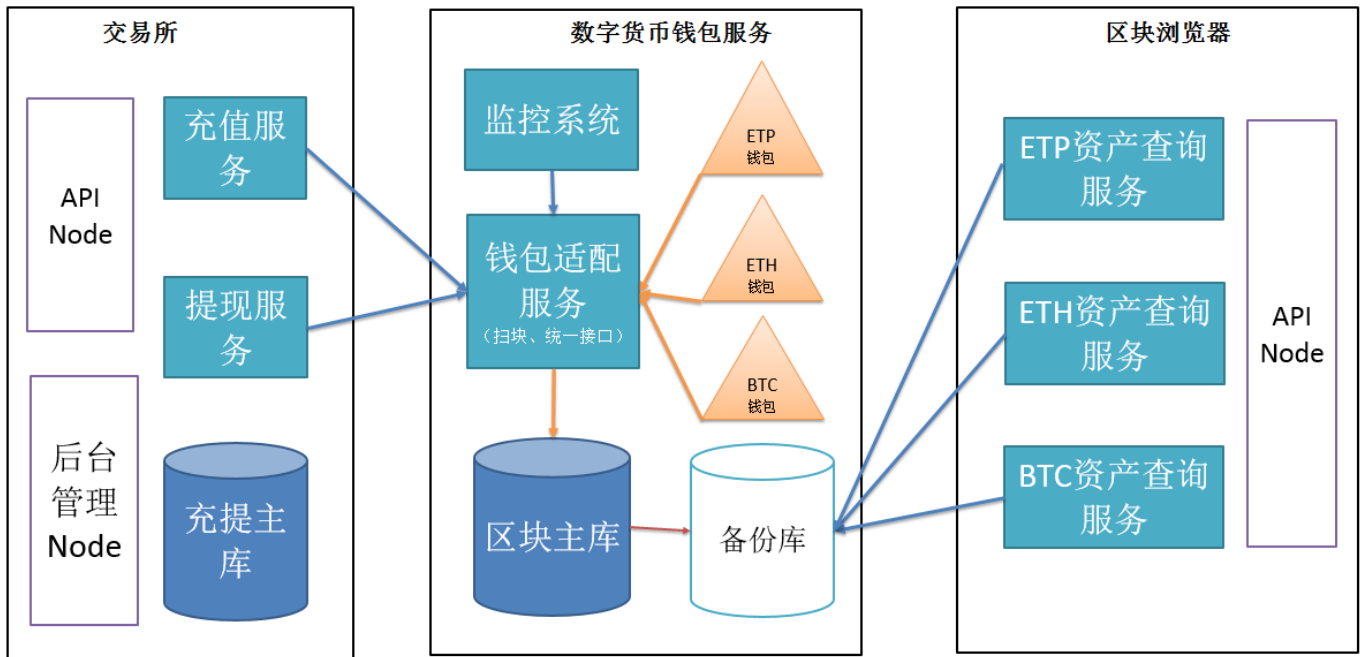 交易所
API
Node
充值服
务
提现服
务
后台
管理
Node
充提主
库
数字货币钱包服务
监控系统
钱包适配
服务
（扫块、统一接口）
ETP
钱包
ETH
钱包
BTC
钱包
区块主库
备份库
区块浏览器
ETP资产查询
服务
ETH资产查询
服务
BTC资产查询
服务
API
Node